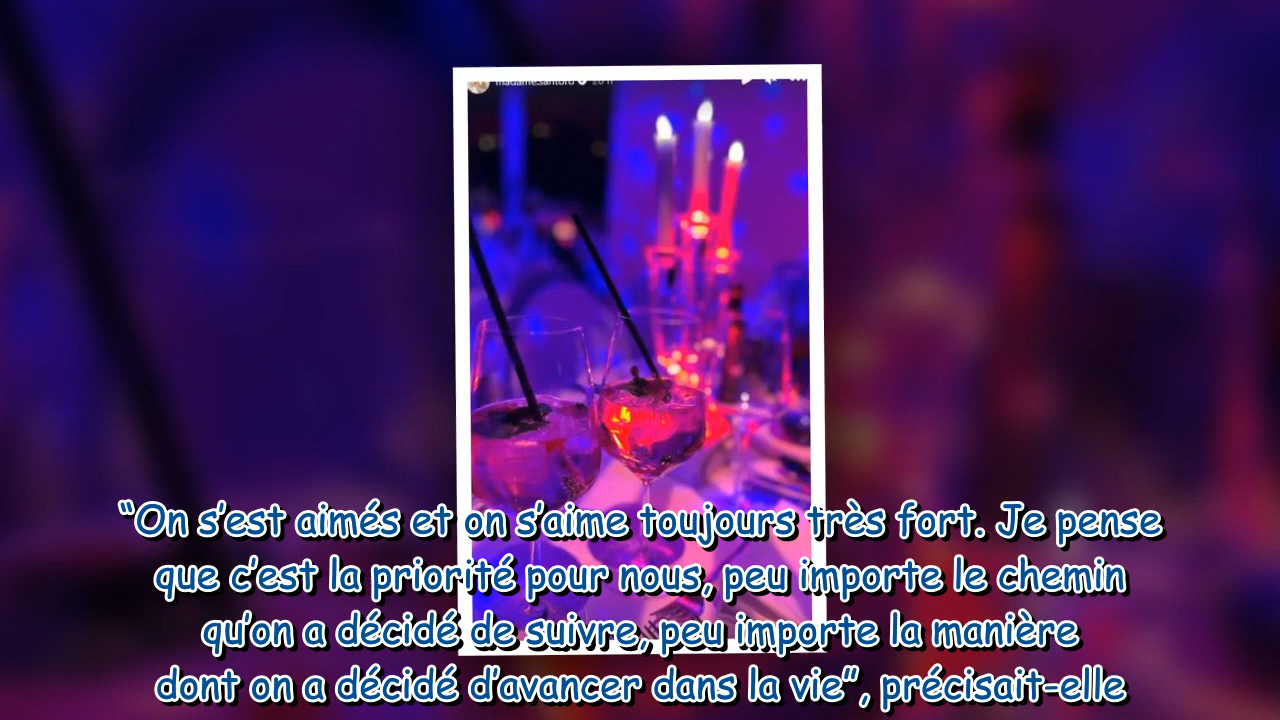 madamesantoro 20 h
“On s’est aimés et on s’aime toujours très fort. Je pense
que c’est la priorité pour nous, peu importe le chemin
qu’on a décidé de suivre, peu importe la manière
dont on a décidé d’avancer dans la vie”, précisait-elle